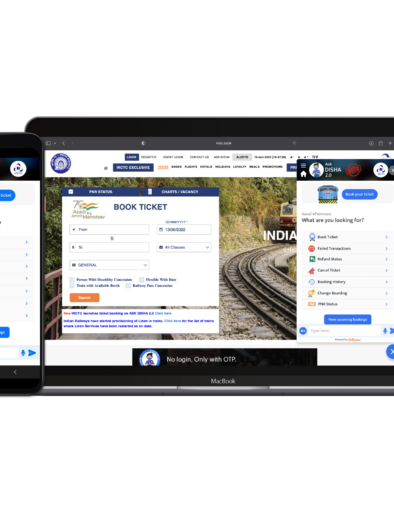 LOGIN REGISTER AGENT LOGIN CONTACT US ASK DISHA ALERTS
IRCTC EXCLUSIVE TRAINS BUSES FLIGHTS HOTELS HOLIDAYS LOYALTY MEALS PROMOTIONS
Ask
DISHA
2.0
ticket
PNR STATUS
CHARTS / VACANCY
Book your ticket
Azadi Ka
Amrit Mahotsav
BOOK TICKET
Good afternoon
What are you looking for?
From
DD/MM/YYYY *
13/06/2022
INDIA
Book Ticket
Failed Transactions
To
All Classes
Refund Status
Cancel Ticket
GENERAL
Booking History
Person With Disability Concession
Flexible With Date
Train with Available Berth
Railway Pass Concession
Change Boarding
PNR Status
Search
New IRCTC launches ticket booking on ASK DISHA 2.0 Click here
Indian Railways have started provisioning of Linen in trains. Click here for the list of trains
where Linen Services have been restarted as on date.
View upcoming Bookings
Type here
No login, Only with OTP.
MacBook